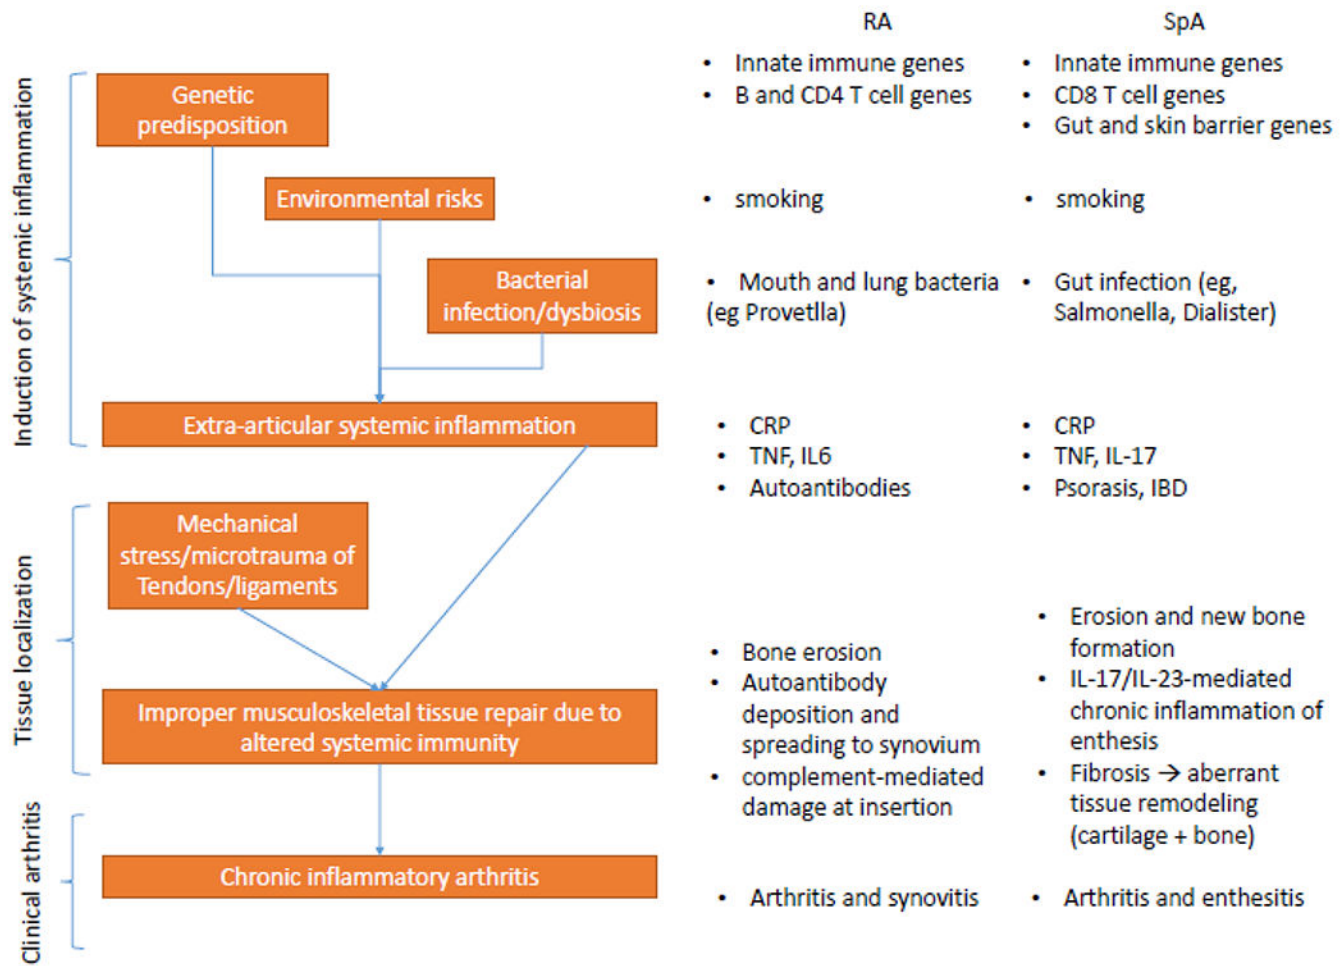 RA
SpA
Induction of systemic inflammation
Genetic
predisposition
• Innate immune genes
• B and CD4 T cell genes
• Innate immune genes
• CD8 T cell genes
• Gut and skin barrier genes
Environmental risks
• smoking
• smoking
Bacterial
infection/dysbiosis
• Mouth and lung bacteria
(eg Provetlla)
• Gut infection (eg,
Salmonella, Dialister)
Extra-articular systemic inflammation
• CRP
• TNF, IL6
• Autoantibodies
• CRP
• TNF, IL-17
• Psorasis, IBD
Tissue localization
Mechanical
stress/microtrauma of
Tendons/ligaments
Improper musculoskeletal tissue repair due to
altered systemic immunity
• Bone erosion
• Autoantibody
deposition and
spreading to synovium
• complement-mediated
damage at insertion
• Erosion and new bone
formation
• IL-17/IL-23-mediated
chronic inflammation of
enthesis
• Fibrosis → aberrant
tissue remodeling
(cartilage + bone)
Clinical arthritis
Chronic inflammatory arthritis
• Arthritis and synovitis
• Arthritis and enthesitis